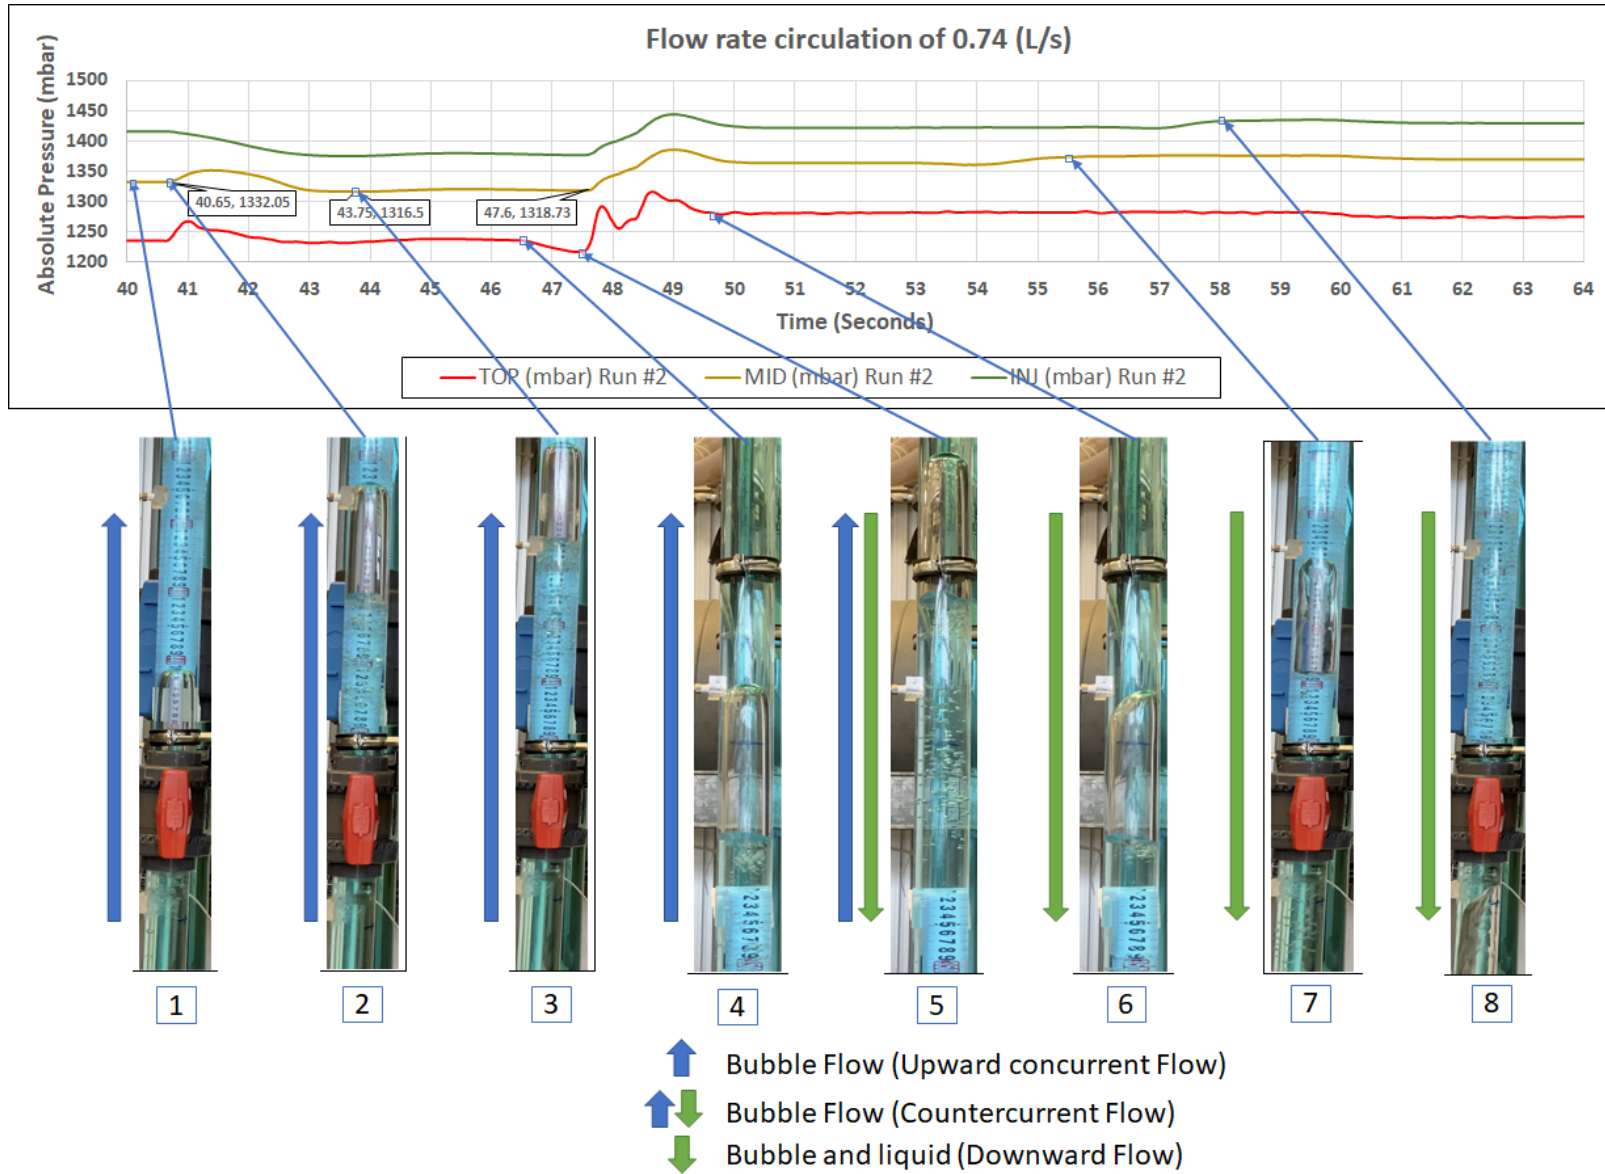 Flow rate circulation of 0.74 (L/s)
Absolute Pressure (mbar)
1500
1450
1400
1350
1300
1250
1200
40.65, 1332.05
43.75, 1316.5
47.6, 1318.73
40 41 42 43 44 45 46 47 48 49 50 51 52 53 54 55 56 57 58 59 60 61 62 63 64
Time (Seconds)
TOP (mbar) Run #2 MID (mbar) Run #2 INJ (mbar) Run #2
1 2 3 4 5 6 7 8
Bubble Flow (Upward concurrent Flow)
Bubble Flow (Countercurrent Flow)
Bubble and liquid (Downward Flow)